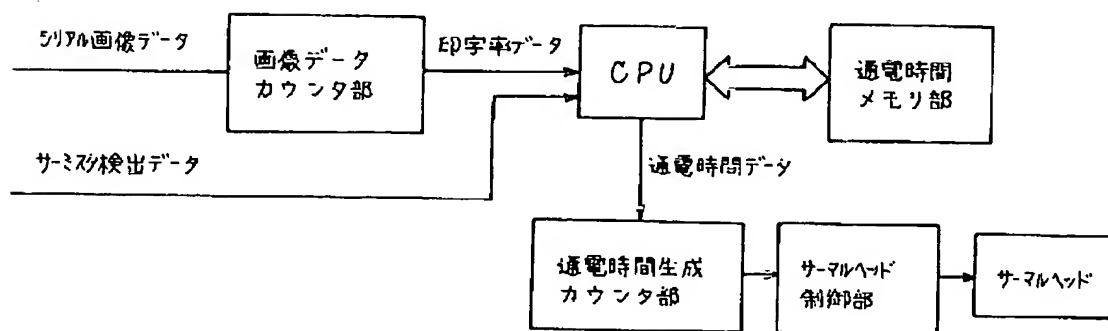 シリアル画像データ
画像データ
カウンタ部
印字率データ
CPU
通電時間
メモリ部
サーミスタ検出データ
通電時間データ
通電時間生成
カウンタ部
サーマルヘッド
制御部
サーマルヘッド